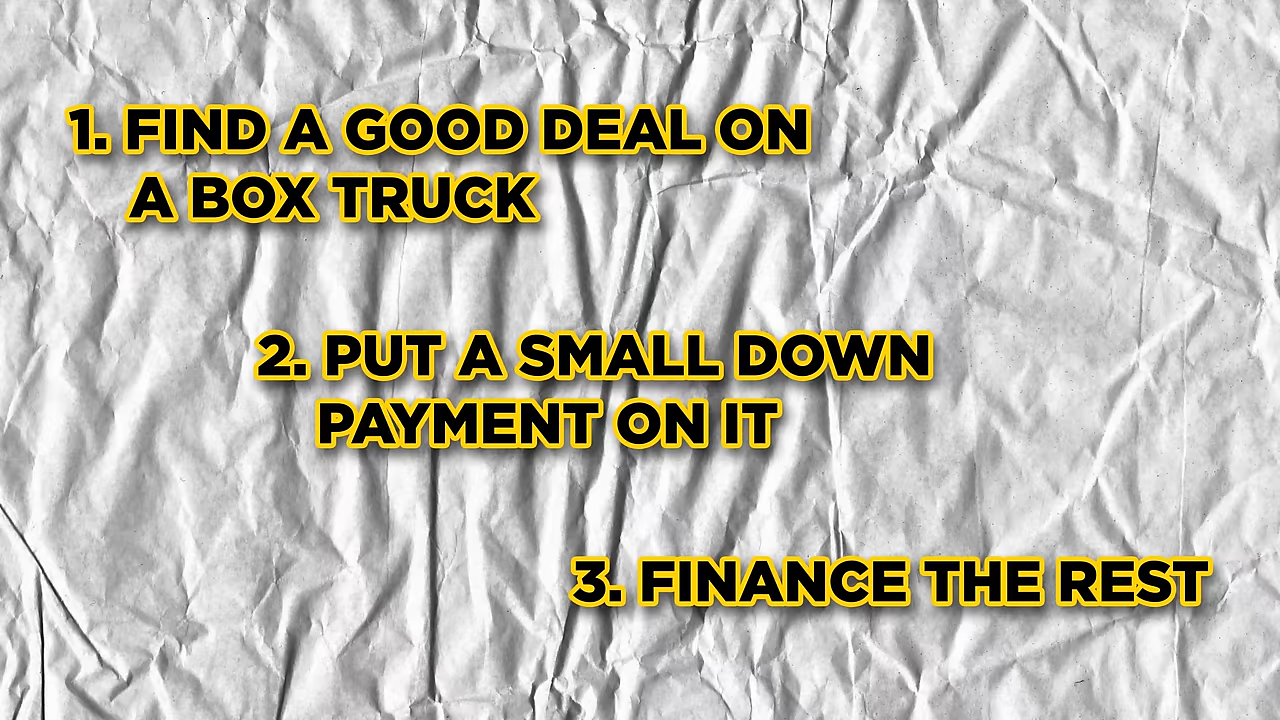 1. FIND A GOOD DEAL ON
A BOX TRUCK
2. PUT A SMALL DOWN
PAYMENT ON IT
3. FINANCE THE REST